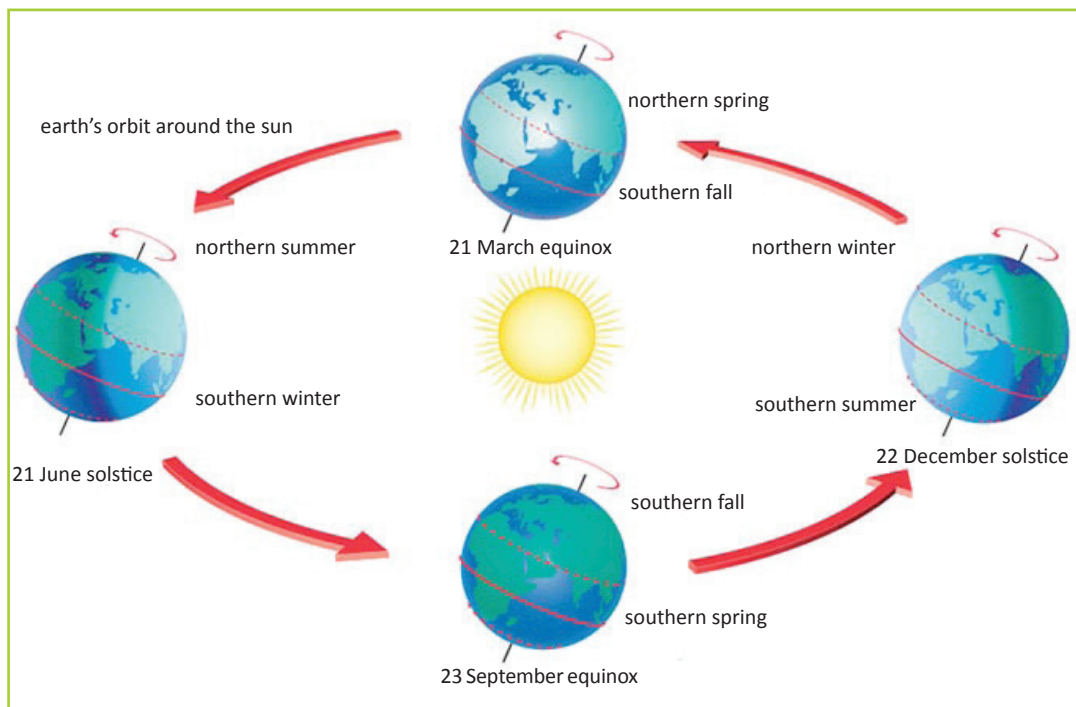 northern spring
earth's orbit around the sun
southern fall
northern summer
21 March equinox
northern winter
southern winter
southern summer
21 June solstice
22 December solstice
southern fall
southern spring
23 September equinox